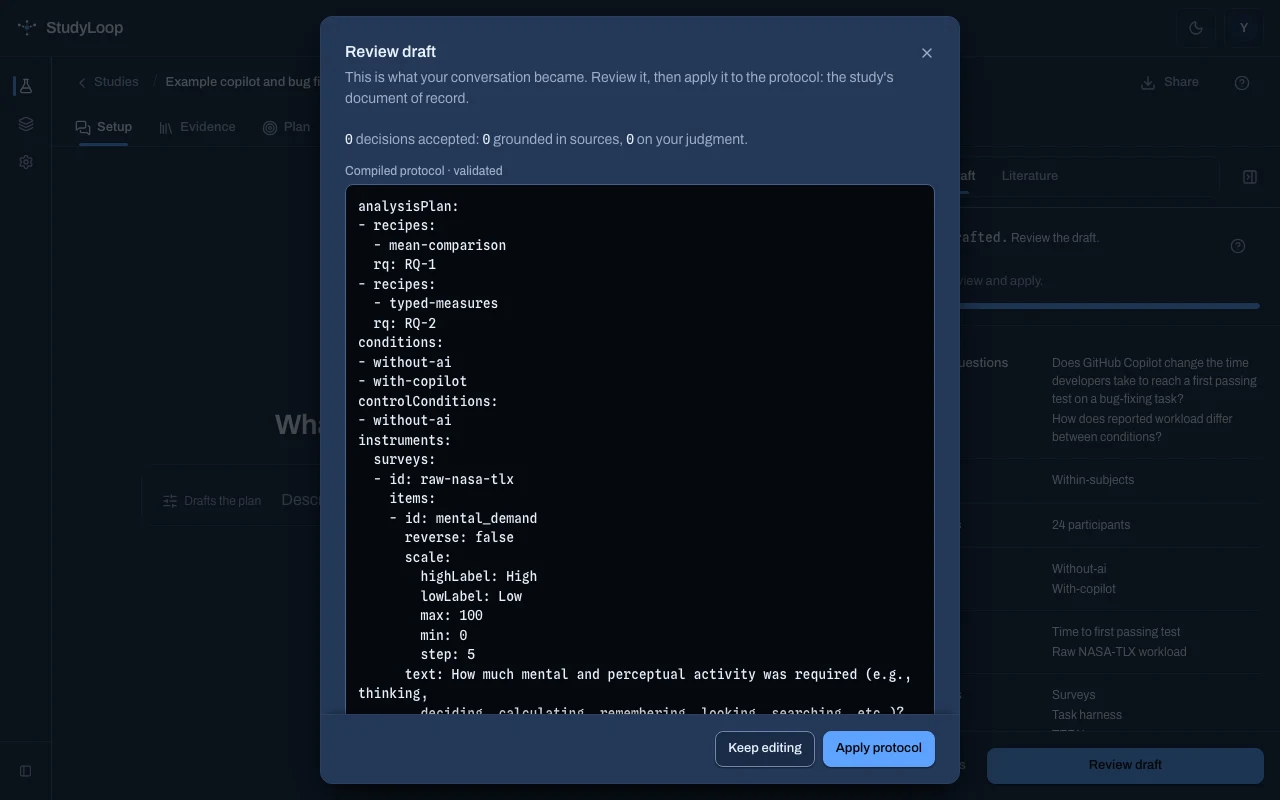 StudyLoop
Y
Studies / Example copilot and bug fi
Share
Setup
Evidence
Plan
Literature
Review the draft.
view and apply.
Does GitHub Copilot change the time
developers take to reach a first passing
test on a bug-fixing task?
How does reported workload differ
between conditions?
Within-subjects
24 participants
Without-ai
With-copilot
Time to first passing test
Raw NASA-TLX workload
Surveys
Task harness
Review draft
Drafts the plan
Review draft
This is what your conversation became. Review it, then apply it to the protocol: the study's
document of record.
0 decisions accepted: 0 grounded in sources, 0 on your judgment.
Compiled protocol · validated
analysisPlan:
- recipes:
  - mean-comparison
  rq: RQ-1
- recipes:
  - typed-measures
  rq: RQ-2
conditions:
- without-ai
- with-copilot
controlConditions:
- without-ai
instruments:
  surveys:
  - id: raw-nasa-tlx
    items:
    - id: mental_demand
      reverse: false
      scale:
        highLabel: High
        lowLabel: Low
        max: 100
        min: 0
        step: 5
      text: How much mental and perceptual activity was required (e.g.,
thinking,
        deciding, calculating, remembering, looking, searching, etc.)?
Keep editing
Apply protocol